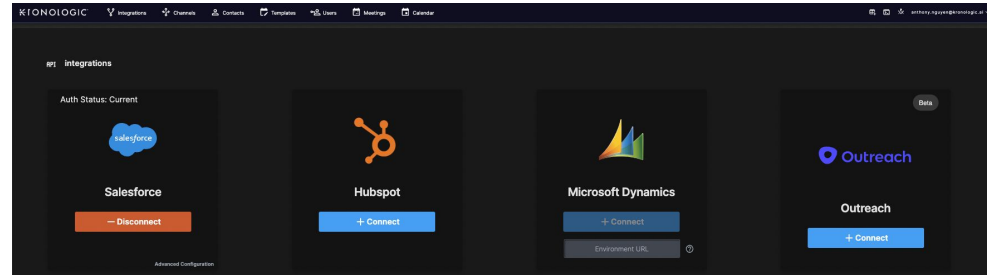 KRONOLOGIC Integrations Channels Contacts Templates Users Meetings Calendar anthony.nguyen@kronologic.ai
API integrations
Auth Status: Current
Beta
salesforce
Outreach
Salesforce
Hubspot
Microsoft Dynamics
Outreach
— Disconnect
+ Connect
+ Connect
+ Connect
Environment URL
Advanced Configuration